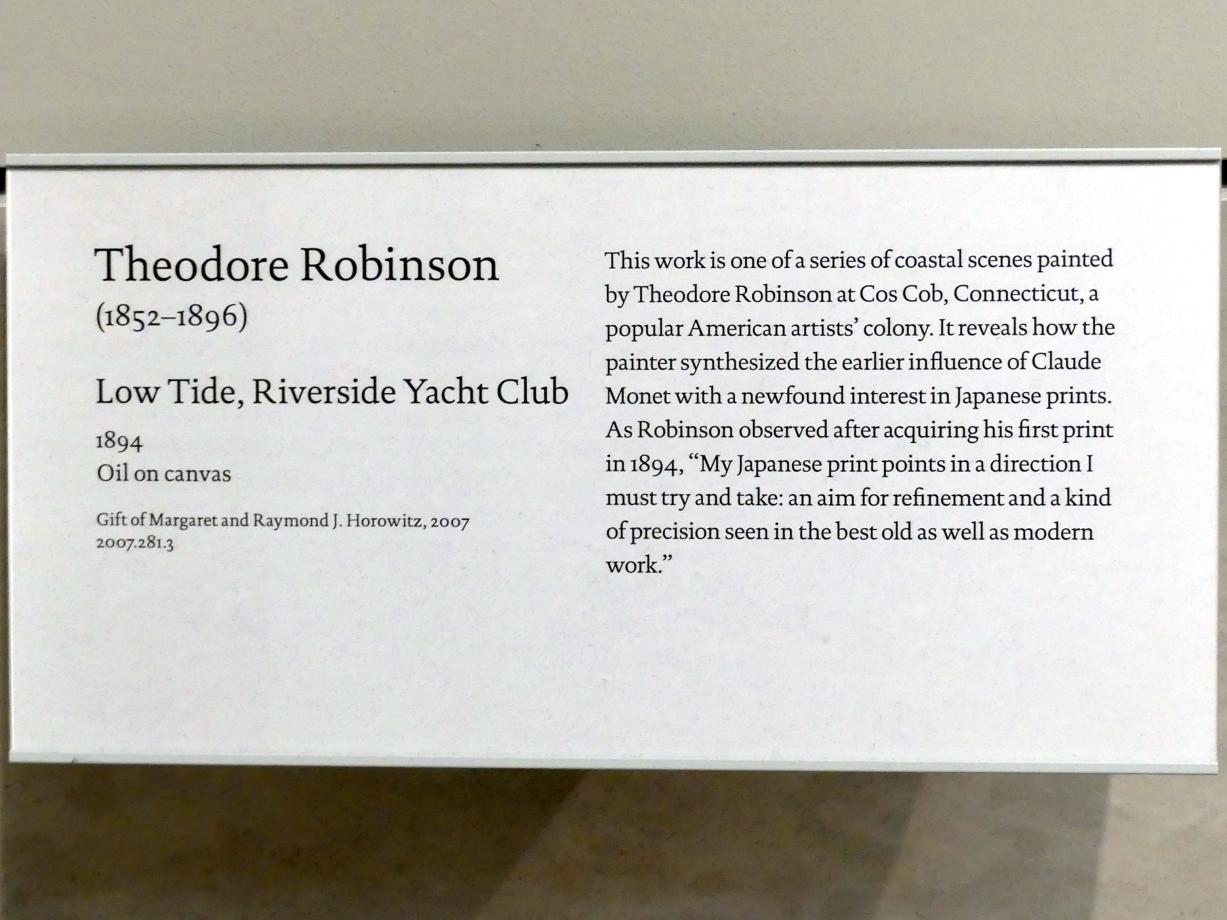 Theodore Robinson
(1852–1896)
Low Tide, Riverside Yacht Club
1894
Oil on canvas
Gift of Margaret and Raymond J. Horowitz, 2007
2007.281.3
This work is one of a series of coastal scenes painted
by Theodore Robinson at Cos Cob, Connecticut, a
popular American artists’ colony. It reveals how the
painter synthesized the earlier influence of Claude
Monet with a newfound interest in Japanese prints.
As Robinson observed after acquiring his first print
in 1894, “My Japanese print points in a direction I
must try and take: an aim for refinement and a kind
of precision seen in the best old as well as modern
work.”